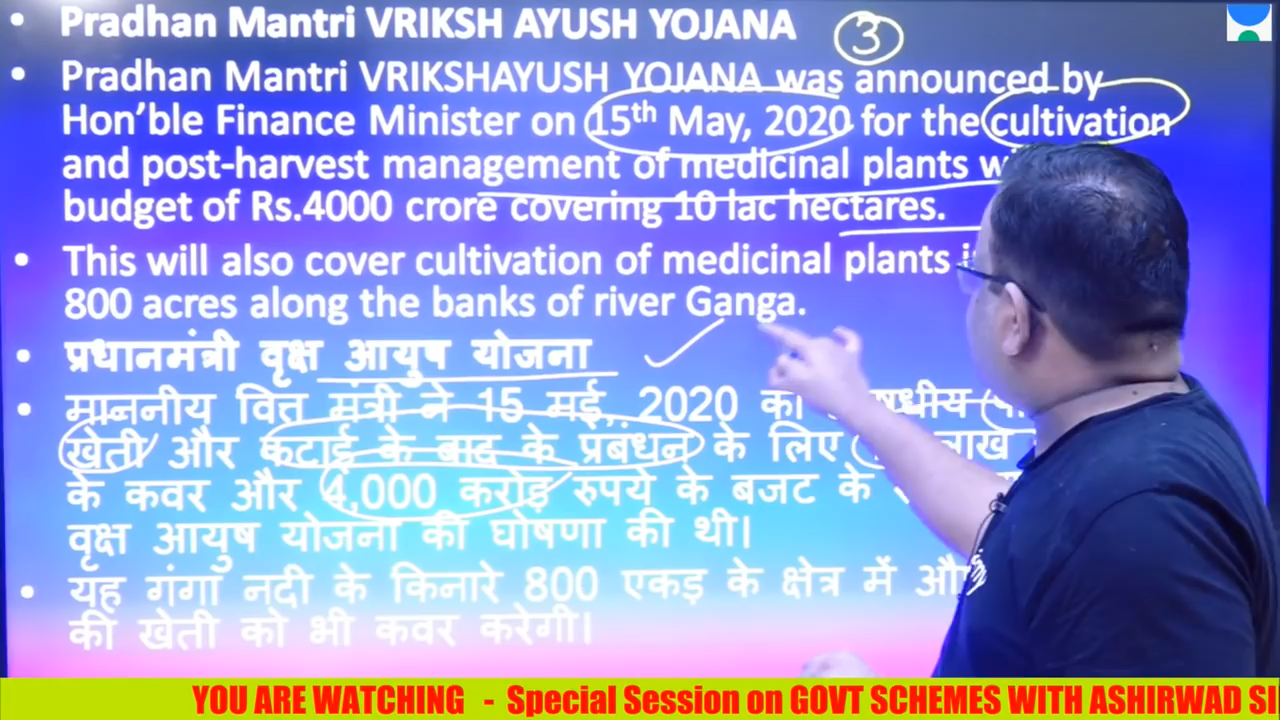 Pradhan Mantri VRIKSH AYUSH YOJANA
3
Pradhan Mantri VRIKSHAYUSH YOJANA was announced by
Hon'ble Finance Minister on 15th May, 2020 for the cultivation
and post-harvest management of medicinal plants
budget of Rs.4000 crore covering 10 lac hectares.
This will also cover cultivation of medicinal plants
800 acres along the banks of river Ganga.
प्रधानमंत्री वृक्ष आयुष योजना
माननीय वित्त मंत्री ने 15 मई, 2020 को
खेती और कटाई के बाद के प्रबंधन के लिए
के कवर और 4,000 करोड़ रुपये के बजट के
वृक्ष आयुष योजना की घोषणा की थी।
यह गंगा नदी के किनारे 800 एकड़ के क्षेत्र में
की खेती को भी कवर करेगी।
YOU ARE WATCHING - Special Session on GOVT SCHEMES WITH ASHIRWAD